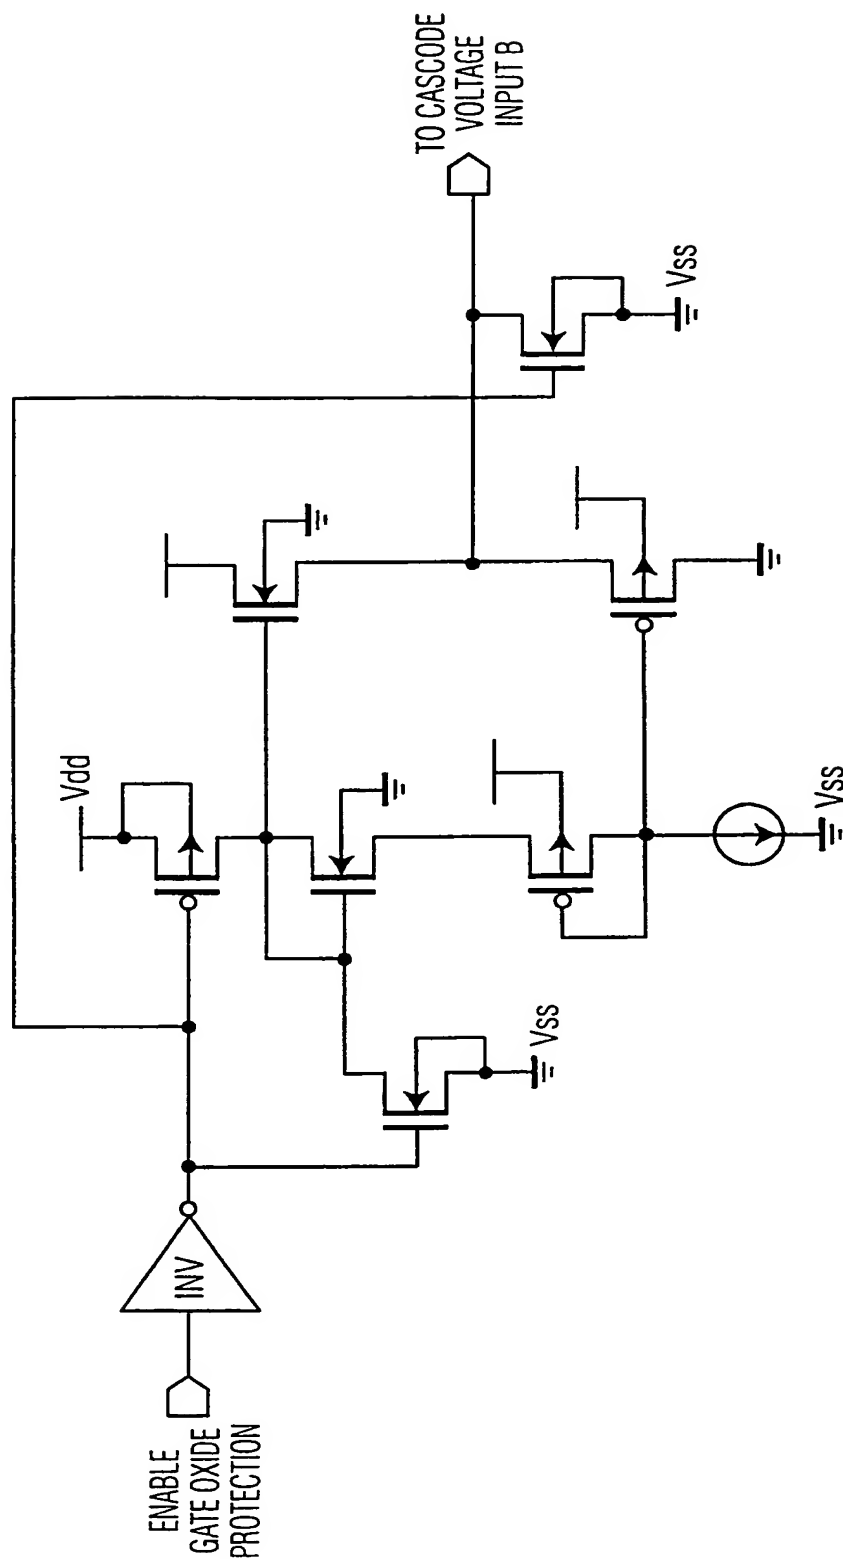 ENABLE
GATE OXIDE
PROTECTION
INV
Vss
Vdd
Vss
Vss
TO CASCODE
VOLTAGE
INPUT B